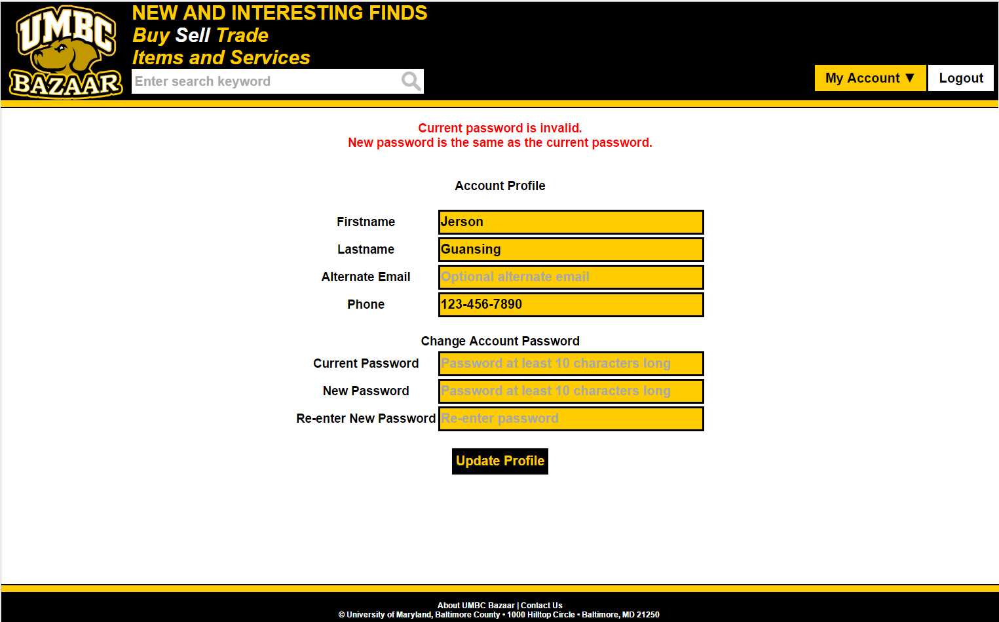 UMBC
BAZAAR
NEW AND INTERESTING FINDS
Buy Sell Trade
Items and Services
Enter search keyword
My Account ▼
Logout
Current password is invalid.
New password is the same as the current password.
Account Profile
Firstname Jerson
Lastname Guansing
Alternate Email Optional alternate email
Phone 123-456-7890
Change Account Password
Current Password Password at least 10 characters long
New Password Password at least 10 characters long
Re-enter New Password Re-enter password
Update Profile
About UMBC Bazaar | Contact Us
© University of Maryland, Baltimore County • 1000 Hilltop Circle • Baltimore, MD 21250